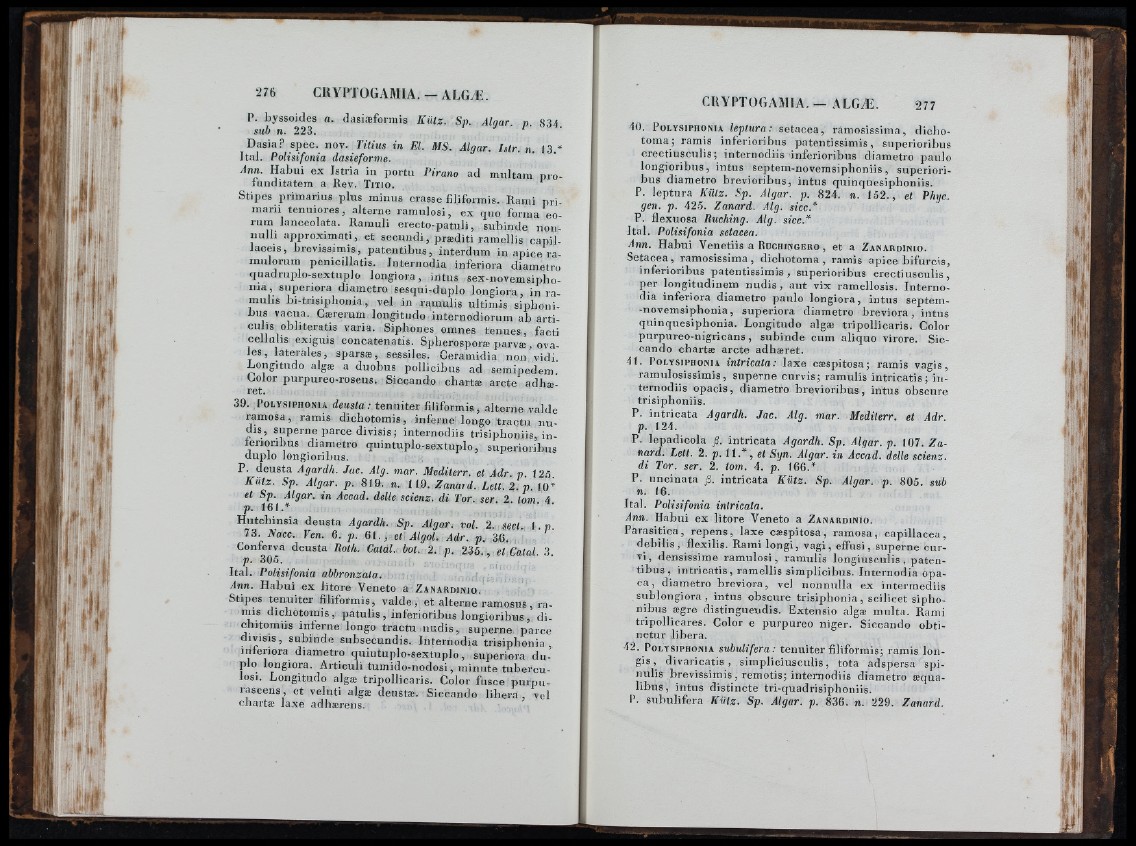 276 CRYPTOGAMIA. — ALGÆ.
P. byssoides a. dasiæformis Kütz. Sp. Algar. p. 834.
sub n. 223.
Dasia? spec. nov. Titius in El. MS. Algar. Istr. n. 13.*
Ital. Polisifonia dasieforme.
Ann. Habui ex Istria in portu Pirano ad multam pro-
funditatem a Rev. Titio.
Stipes primarius plus minus crasse filiformis. Rami pri-
marii tenuiores, alterne ramulosi, ex quo forma eo-
rum lanceolata. Ramuli erecto-patuli, subinde non-
nulli approximati, et secundi, præditi ramellis capil-
laceis, brevissimis, patentibus, interdum in apice ra-
mulorum penicillatis. Internodia inferiora diametro
quadruplo-sextuplo longiora, intus sex-novemsipho-
nia, superiora diametro sesqui-duplo longiora, in ra-
mulis bi-trisiphonia, vel in ramulis ultimis siphoni-
bus vacua. Cærerum longitudo internodiorum ab arti-
culis obliteratis varia. Siphones omnes tenues, facti
cellulis exiguis concatenatis. Spherosporæ parvæ, ova-
les, laterales, sparsæ, sessiles. Ceramidia non vidi.
Longitudo algæ a duobus pollicibus ad semipedem.
Color purpureo-roseus. Siccando chartæ arcte adhæ-
ret.
39. Polysiphonia deusta: tenuiter filiformis, alterne valde
ramosa, ramis dichotomis, inferne longo tractu nu-
dis, superne parce divisis; internodiis trisiphoniis, in-
ferioribus diametro quintuplo-sextuplo, superioribus
duplo longioribus.
P. deusta Agardh. Jac. Alg. mar. Mediterr. et Adr. p. 125.
Kütz. Sp. Algar. p. 819. n. 119. Zanard. Lett. 2. p. 10*
et Sp. Algar. in Accad. delle scienz. di Tor. ser. 2. tom. 4.
p. 161.*
Hutchinsia deusta Agardh. Sp. Algar. vol. 2. sect. 1. p.
73. Nacc. Ven. 6. p. 61., et Algol. Adr. p. 36.
Conferva deusta Roth. Catal. bot. 2. p. 235., et Catal. 3.
p. 305.
Ital. Polisifonia abbronzata.
Ann. Habui ex litore Veneto a Zanardinio.
Stipes tenuiter filiformis, valde, et alterne ramosus, ra-
mis dichotomis, patulis, inferioribus longioribus, di-
chitomiis inferne longo tractu nudis, superne parce
divisis, subinde subsecundis. Internodia trisiphonia,
inferiora diametro quiutuplo-sextuplo, superiora du-
plo longiora. Articuli tumido-nodosi, minute tubercu-
losi. Longitudo algæ tripollicaris. Color fusce purpu-
rascens, et veluti algæ deustæ. Siccando libera, vel
chartæ laxe adhærens.
CRYPTOGAMIA. — ALGÆ. 277
40. Polysiphonia leptura: setacea, ramosissima, dicho-
toma; ramis inferioribus patentissimis, superioribus
erectiusculis; internodiis inferioribus diametro paulo
longioribus, intus septem-novemsiphoniis, superiori-
bus diametro brevioribus, intus quinquesiphoniis.
P. leptura Kütz. Sp. Algar. p. 824. n. 152., et Phyc.
gen. p. 425. Zanard. Alg. sicc.*
P. flexuosa Ruching. Alg. sicc.*
Ital. Polisifonia setacea.
Ann. Habui Venetiis a Ruchingero, et a Zanardinio.
Setacea, ramosissima, dichotoma, ramis apice bifurcis,
inferioribus patentissimis, superioribus erectiusculis,
per longitudinem nudis, aut vix ramellosis. Interno-
dia inferiora diametro paulo longiora, intus septem-
-novemsiphonia, superiora diametro breviora, intus
quinquesiphonia. Longitudo algæ tripollicaris. Color
purpureo-nigricans, subinde cum aliquo virore. Sic-
cando chartæ arcte adhæret.
41. Polysiphonia intricata: laxe cæspitosa; ramis vagis,
ramulosissimis, superne curvis; ramulis intricatis; in-
ternodiis opacis, diametro brevioribus, intus obscure
trisiphoniis.
P. intricata Agardh. Jac. Alg. mar. Mediterr. et Adr.
p. 124.
P. lepadicola β. intricata Agardh. Sp. Algar. p. 107. Za-
nard. Lett. 2. p. 11.*, et Syn. Algar. in Accad. delle scienz.
di Tor. ser. 2. tom. 4. p. 166.*
P. uncinata β. intricata Kütz. Sp. Algar. p. 805. sub
n. 16.
Ital. Polisifonia intricata.
Ann. Habui ex litore Veneto a Zanardinio.
Parasitica, repens, laxe cæspitosa, ramosa, capillacea,
debilis, flexilis. Rami longi, vagi, effusi, superne cur-
vi, densissime ramulosi, ramulis longiusculis, paten-
tibus, intricatis, ramellis simplicibus. Internodia opa-
ca, diametro breviora, vel nonnulla ex intermediis
sublongiora, intus obscure trisiphonia, scilicet sipho-
nibus ægre distinguendis. Extensio algæ multa. Rami
tripollicares. Color e purpureo niger. Siccando obti-
netur libera.
42. Polysiphonia subulifera: tenuiter filiformis; ramis lon-
gis, divaricatis, simpliciusculis, tota adspersa spi-
nulis brevissimis, remotis; internodiis diametro æqua-
libus, intus distincte tri-quadrisiphoniis.
P. subulifera Kütz. Sp. Algar. p. 836. n. 229. Zanard.